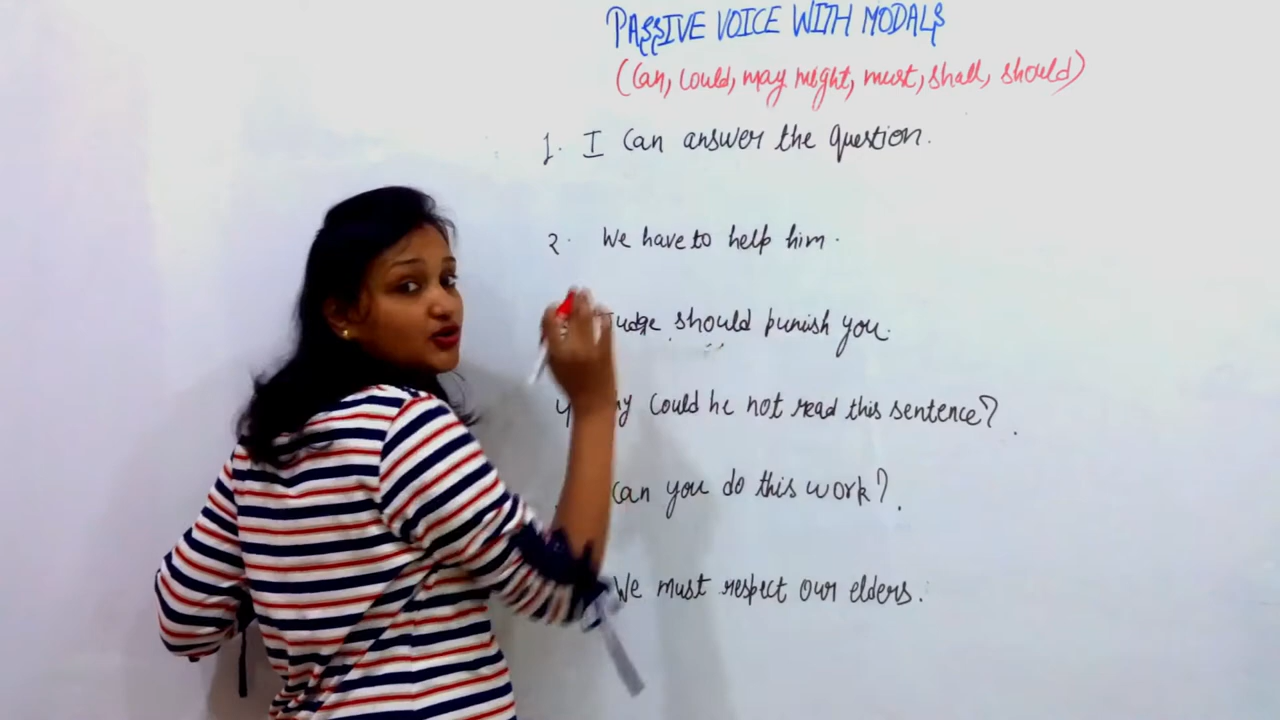 PASSIVE VOICE WITH MODALS
(Can, Could, may might, must, shall, should)
1. I can answer the question.
2. We have to help him.
Judge should punish you.
could he not read this sentence?
Can you do this work?
We must respect our elders.